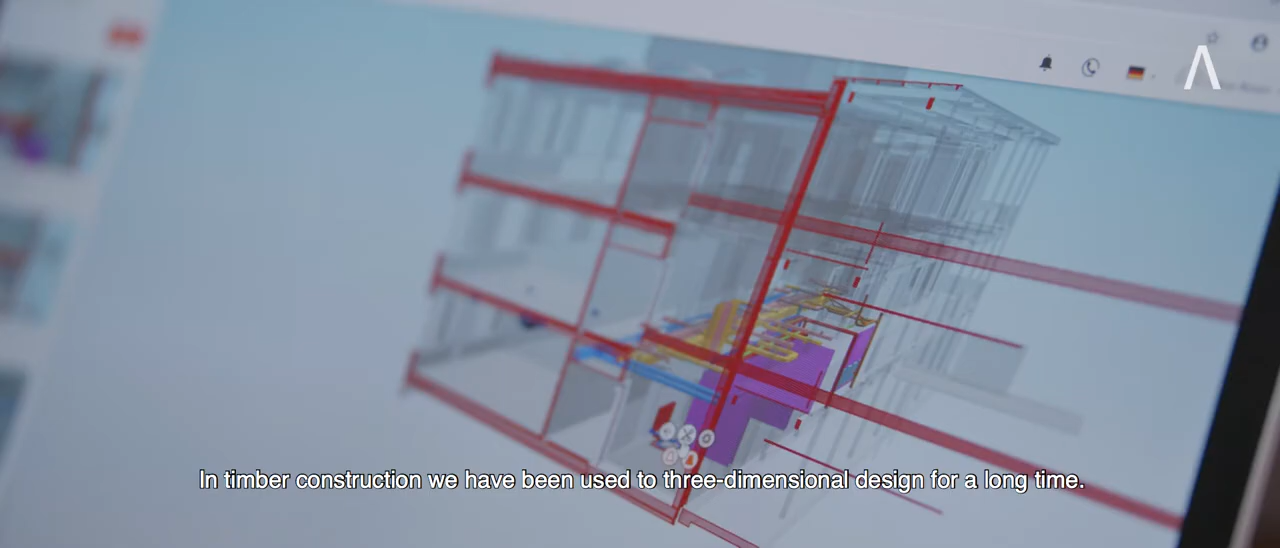 In timber construction we have been used to three-dimensional design for a long time.